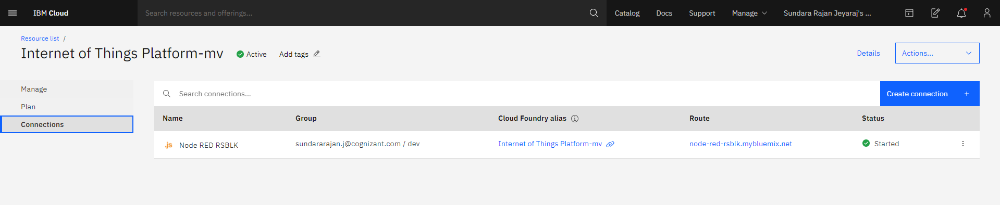 IBM Cloud Search resources and offerings... Catalog Docs Support Manage Sundara Rajan Jeyaraj's ...
Resource list /
Internet of Things Platform-mv Active Add tags Details Actions...
Manage
Plan
Connections
Search connections... Create connection +
Name Group Cloud Foundry alias Route Status
.js Node RED RSBLK sundararajan.j@cognizant.com / dev Internet of Things Platform-mv node-red-rsblk.mybluemix.net Started